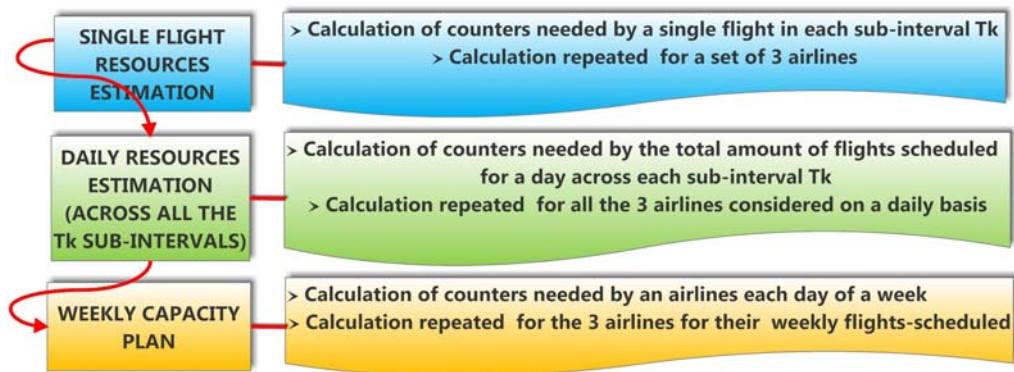 SINGLE FLIGHT
RESOURCES
ESTIMATION
➢ Calculation of counters needed by a single flight in each sub-interval Tk
➢ Calculation repeated for a set of 3 airlines
DAILY RESOURCES
ESTIMATION
(ACROSS ALL THE
Tk SUB-INTERVALS)
➢ Calculation of counters needed by the total amount of flights scheduled
for a day across each sub-interval Tk
➢ Calculation repeated for all the 3 airlines considered on a daily basis
WEEKLY CAPACITY
PLAN
➢ Calculation of counters needed by an airlines each day of a week
➢ Calculation repeated for the 3 airlines for their weekly flights-scheduled